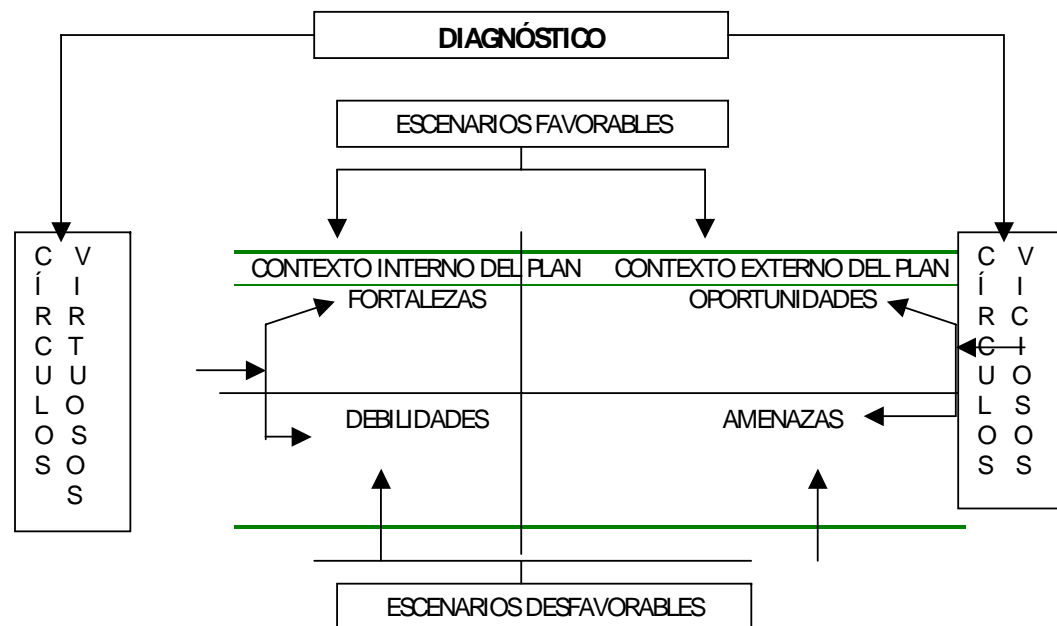 DIAGNÓSTICO
ESCENARIOS FAVORABLES
CÍRCULOS
VIRTUOSOS
CONTEXTO INTERNO DEL PLAN
CONTEXTO EXTERNO DEL PLAN
FORTALEZAS
OPORTUNIDADES
DEBILIDADES
AMENAZAS
CÍRCULOS
VICIOSOS
ESCENARIOS DESFAVORABLES